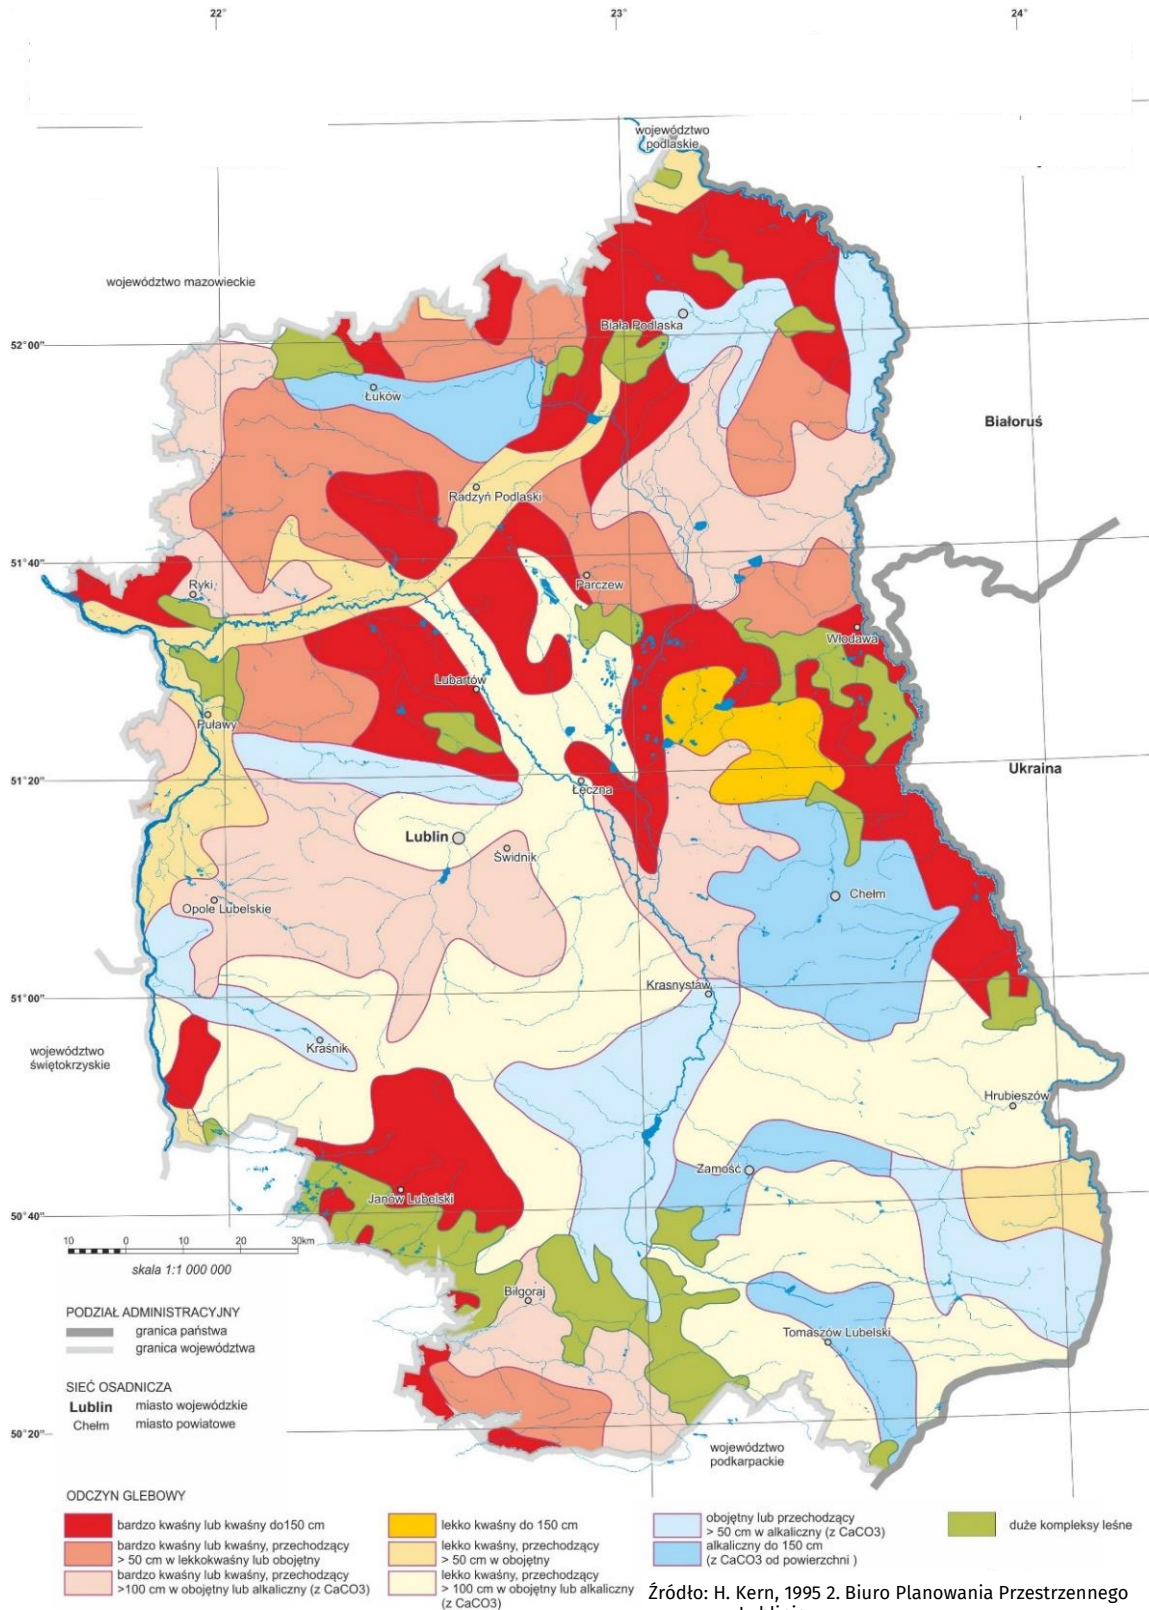 22°
23°
24°
województwo
podlaskie
województwo mazowieckie
Biała Podlaska
52°00'
Łuków
Białoruś
Radzyń Podlaski
51°40'
Ryki
Parczew
Włodawa
Lubartów
Puławy
Ukraina
51°20'
Łęczna
Lublin
Świdnik
Chełm
Opole Lubelskie
Krasnystaw
51°00'
Kraśnik
województwo
świętokrzyskie
Hrubieszów
Zamość
Janów Lubelski
50°40'
10 0 10 20 30km
skala 1:1 000 000
Biłgoraj
PODZIAŁ ADMINISTRACYJNY
granica państwa
granica województwa
Tomaszów Lubelski
SIEĆ OSADNICZA
Lublin miasto wojewódzkie
Chełm miasto powiatowe
50°20'
województwo
podkarpackie
ODCZYN GLEBOWY
bardzo kwaśny lub kwaśny do150 cm
bardzo kwaśny lub kwaśny, przechodzący
> 50 cm w lekkokwaśny lub obojętny
bardzo kwaśny lub kwaśny, przechodzący
>100 cm w obojętny lub alkaliczny (z CaCO3)
lekko kwaśny do 150 cm
lekko kwaśny, przechodzący
> 50 cm w obojętny
lekko kwaśny, przechodzący
> 100 cm w obojętny lub alkaliczny
(z CaCO3)
obojętny lub przechodzący
> 50 cm w alkaliczny (z CaCO3)
alkaliczny do 150 cm
(z CaCO3 od powierzchni )
duże kompleksy leśne
Źródło: H. Kern, 1995 2. Biuro Planowania Przestrzennego